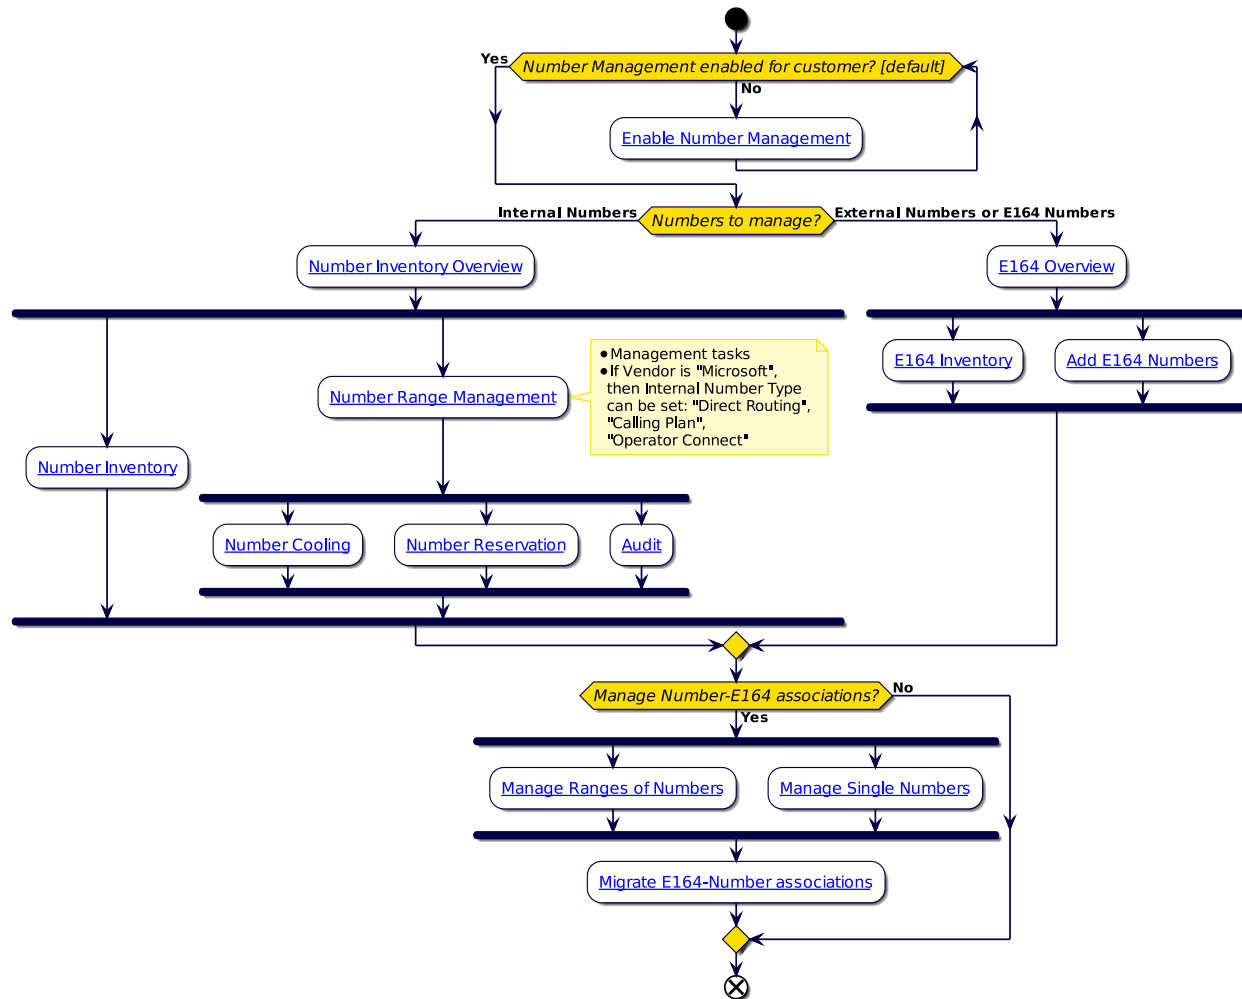 Yes
Number Management enabled for customer? [default]
No
Enable Number Management
Internal Numbers
Numbers to manage?
External Numbers or E164 Numbers
Number Inventory Overview
E164 Overview
Number Range Management
• Management tasks
• If Vendor is "Microsoft",
then Internal Number Type
can be set: "Direct Routing",
"Calling Plan",
"Operator Connect"
E164 Inventory
Add E164 Numbers
Number Inventory
Number Cooling
Number Reservation
Audit
Manage Number-E164 associations?
No
Yes
Manage Ranges of Numbers
Manage Single Numbers
Migrate E164-Number associations